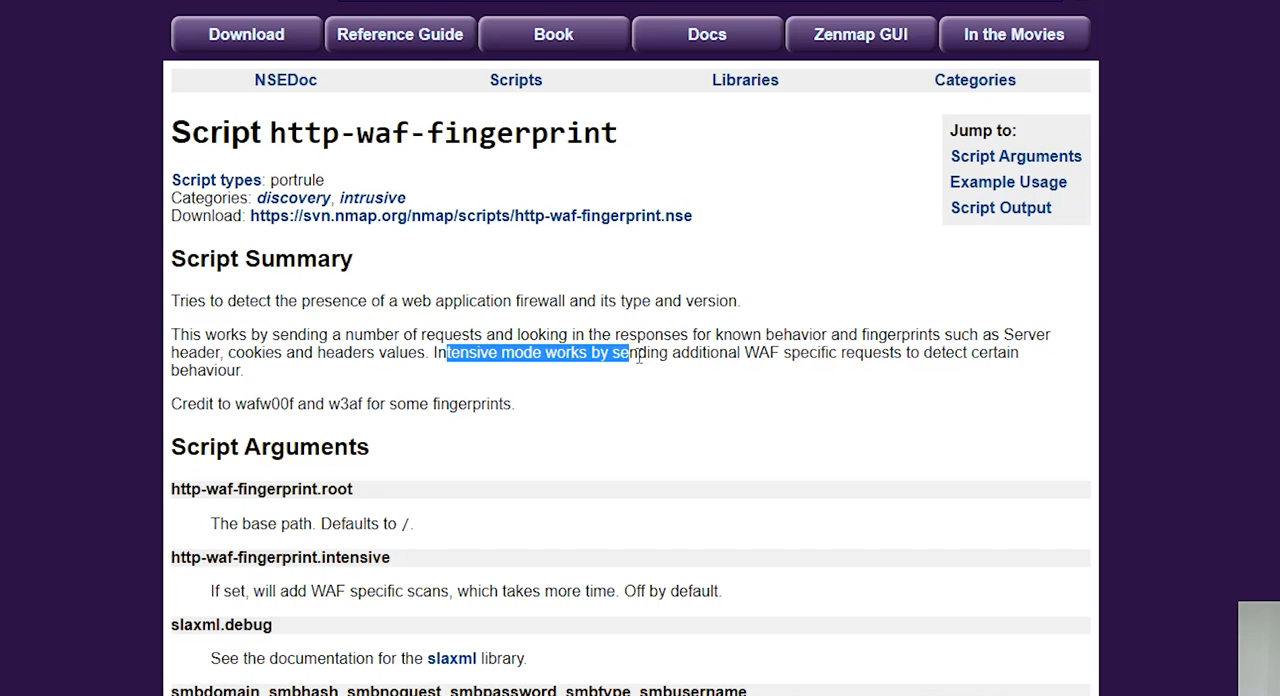 Download Reference Guide Book Docs Zenmap GUI In the Movies
NSEDoc Scripts Libraries Categories
Script http-waf-fingerprint
Jump to:
Script Arguments
Example Usage
Script Output
Script types: portrule
Categories: discovery, intrusive
Download: https://svn.nmap.org/nmap/scripts/http-waf-fingerprint.nse
Script Summary
Tries to detect the presence of a web application firewall and its type and version.
This works by sending a number of requests and looking in the responses for known behavior and fingerprints such as Server
header, cookies and headers values. Intensive mode works by sending additional WAF specific requests to detect certain
behaviour.
Credit to wafw00f and w3af for some fingerprints.
Script Arguments
http-waf-fingerprint.root
The base path. Defaults to /.
http-waf-fingerprint.intensive
If set, will add WAF specific scans, which takes more time. Off by default.
slaxml.debug
See the documentation for the slaxml library.
smbdomain, smbhash, smbnoguest, smbpassword, smbtype, smbusername